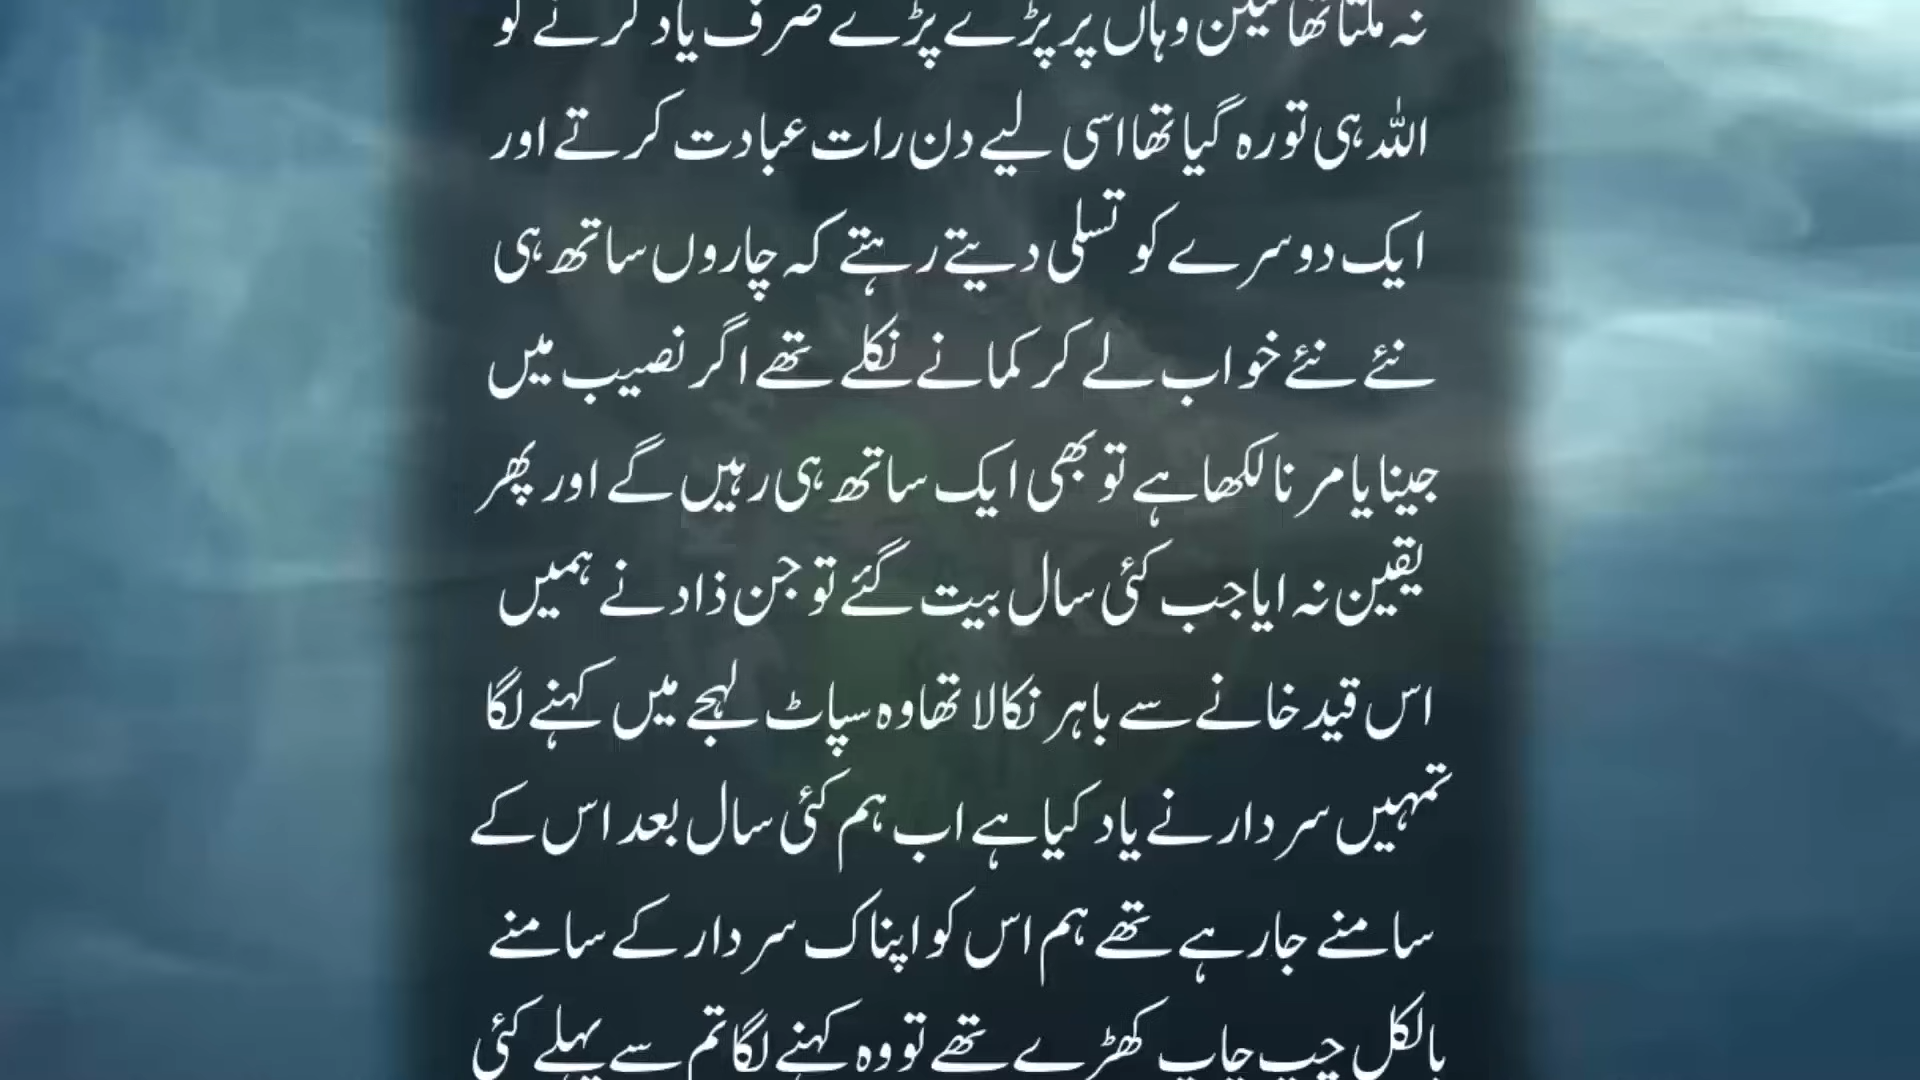 نہ ملتا تھا لیکن وہاں پر پڑے پڑے صرف یاد کرنے کو
اللہ ہی تو رہ گیا تھا اسی لیے دن رات عبادت کرتے اور
ایک دوسرے کو تسلی دیتے رہتے کہ چاروں ساتھ ہی
نئے نئے خواب لے کر کمانے نکلے تھے اگر نصیب میں
جینا یا مرنا لکھا ہے تو بھی ایک ساتھ ہی رہیں گے اور پھر
یقین نہ ایا جب کئی سال بیت گئے تو جن ذاد نے ہمیں
اس قید خانے سے باہر نکالا تھا وہ سپاٹ لہجے میں کہنے لگا
تمہیں سردار نے یاد کیا ہے اب ہم کئی سال بعد اس کے
سامنے جا رہے تھے ہم اس کو اپناک سردار کے سامنے
بالکل چپ چاپ کھڑے تھے تو وہ کہنے لگا تم سے پہلے کئی